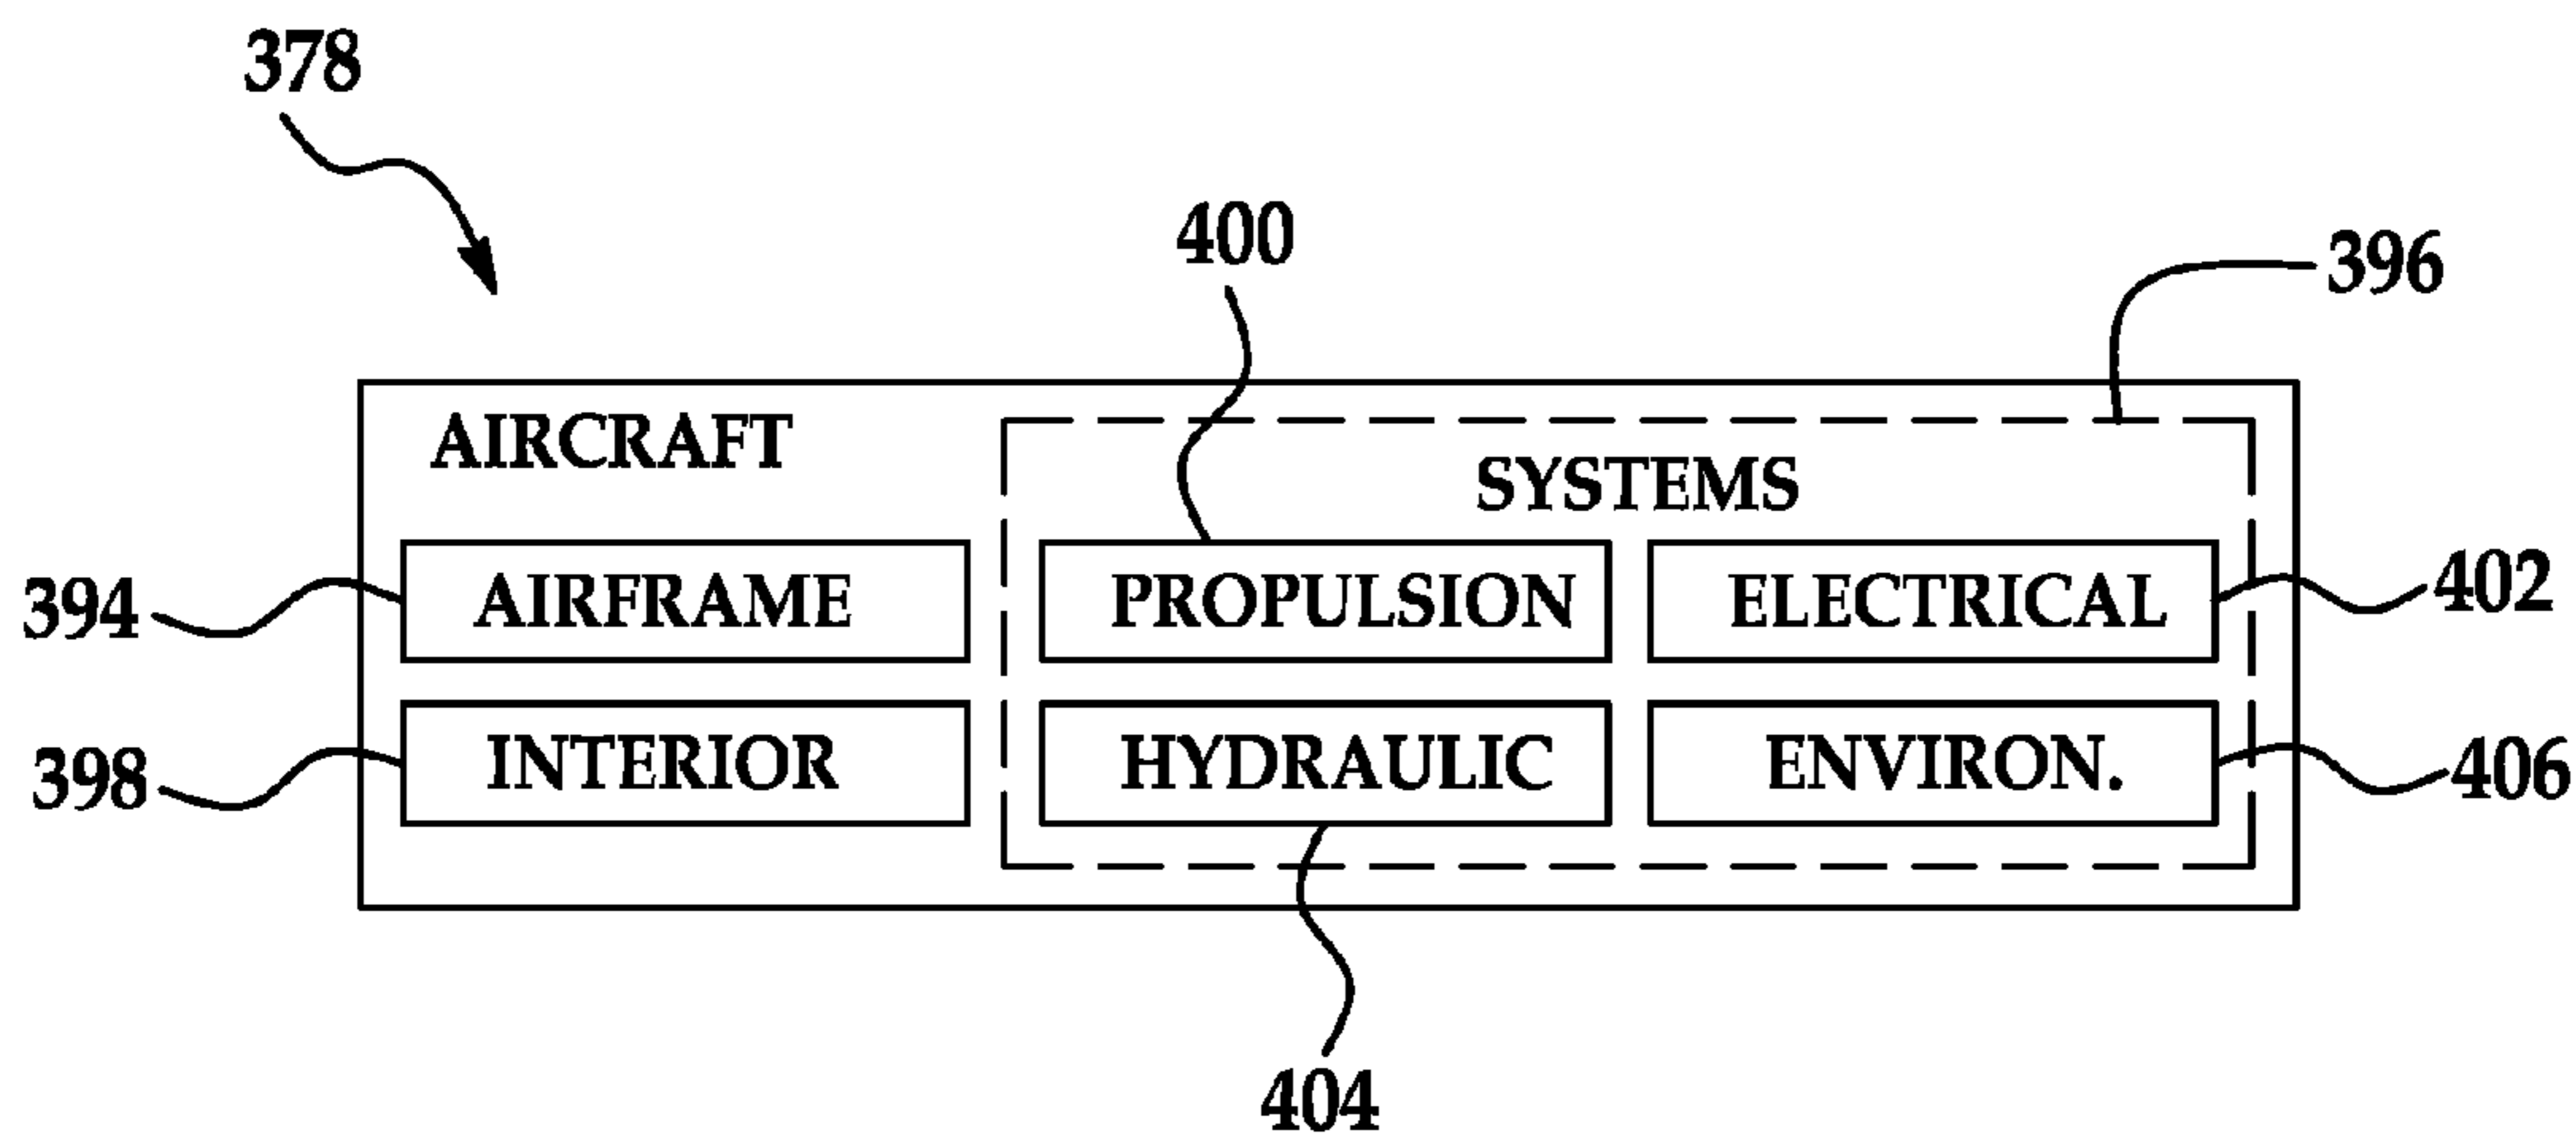 378
400
396
AIRCRAFT
SYSTEMS
394 AIRFRAME PROPULSION ELECTRICAL 402
398 INTERIOR HYDRAULIC ENVIRON. 406
404